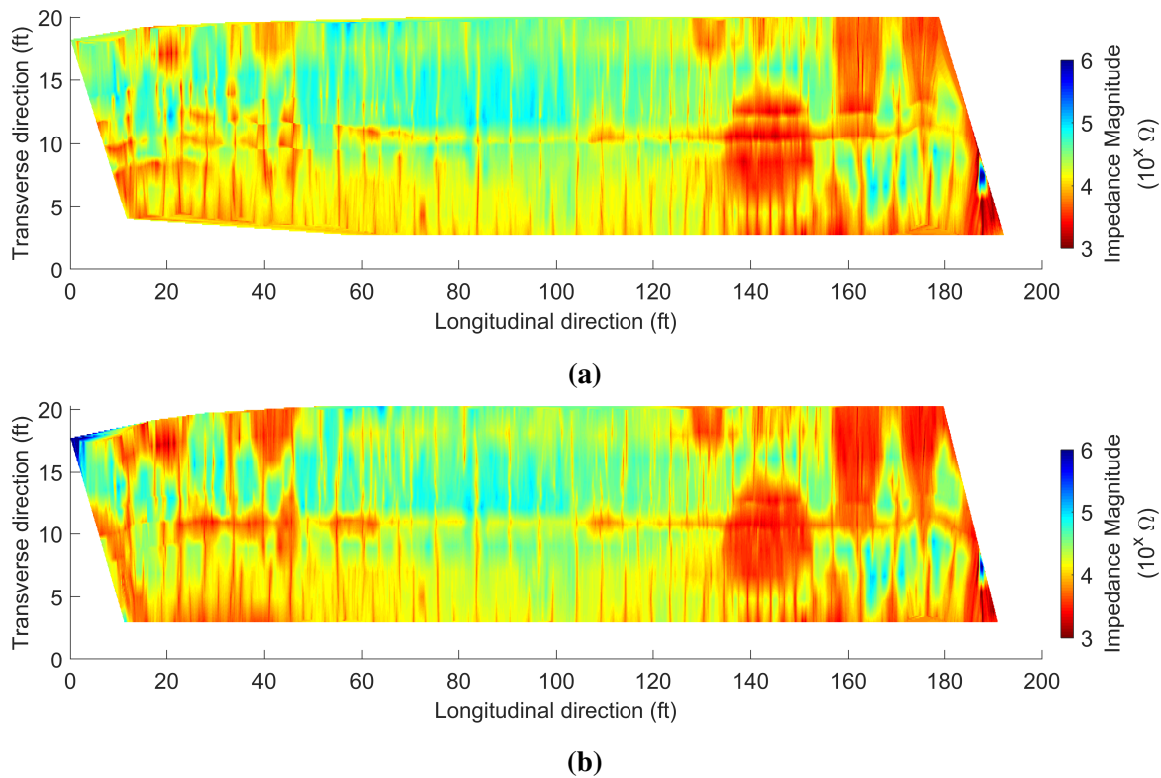 20
15
10
5
0
Transverse direction (ft)
0 20 40 60 80 100 120 140 160 180 200
Longitudinal direction (ft)
6
5
4
3
Impedance Magnitude
(10^x Ω)
(a)
20
15
10
5
0
Transverse direction (ft)
0 20 40 60 80 100 120 140 160 180 200
Longitudinal direction (ft)
6
5
4
3
Impedance Magnitude
(10^x Ω)
(b)